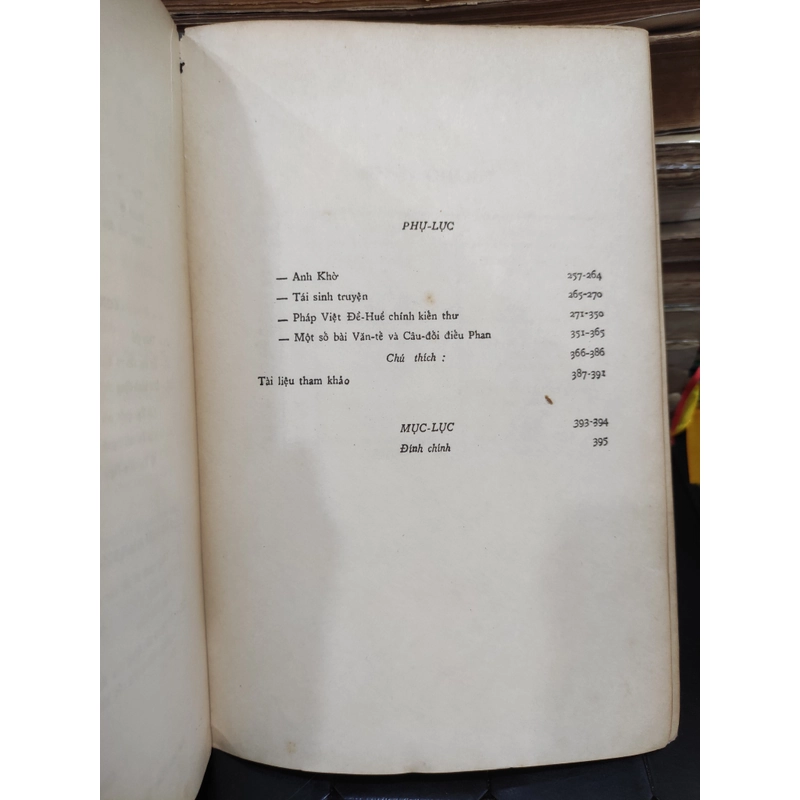 PHỤ-LỤC
— Anh Khờ 257-264
— Tái sinh truyện 265-270
— Pháp Việt Đề-Huế chính kiến thư 271-350
— Một số bài Văn-tế và Câu-đối điếu Phan 351-365
Chú thích : 366-386
Tài liệu tham khảo 387-391
MỤC-LỤC 393-394
Đính chính 395